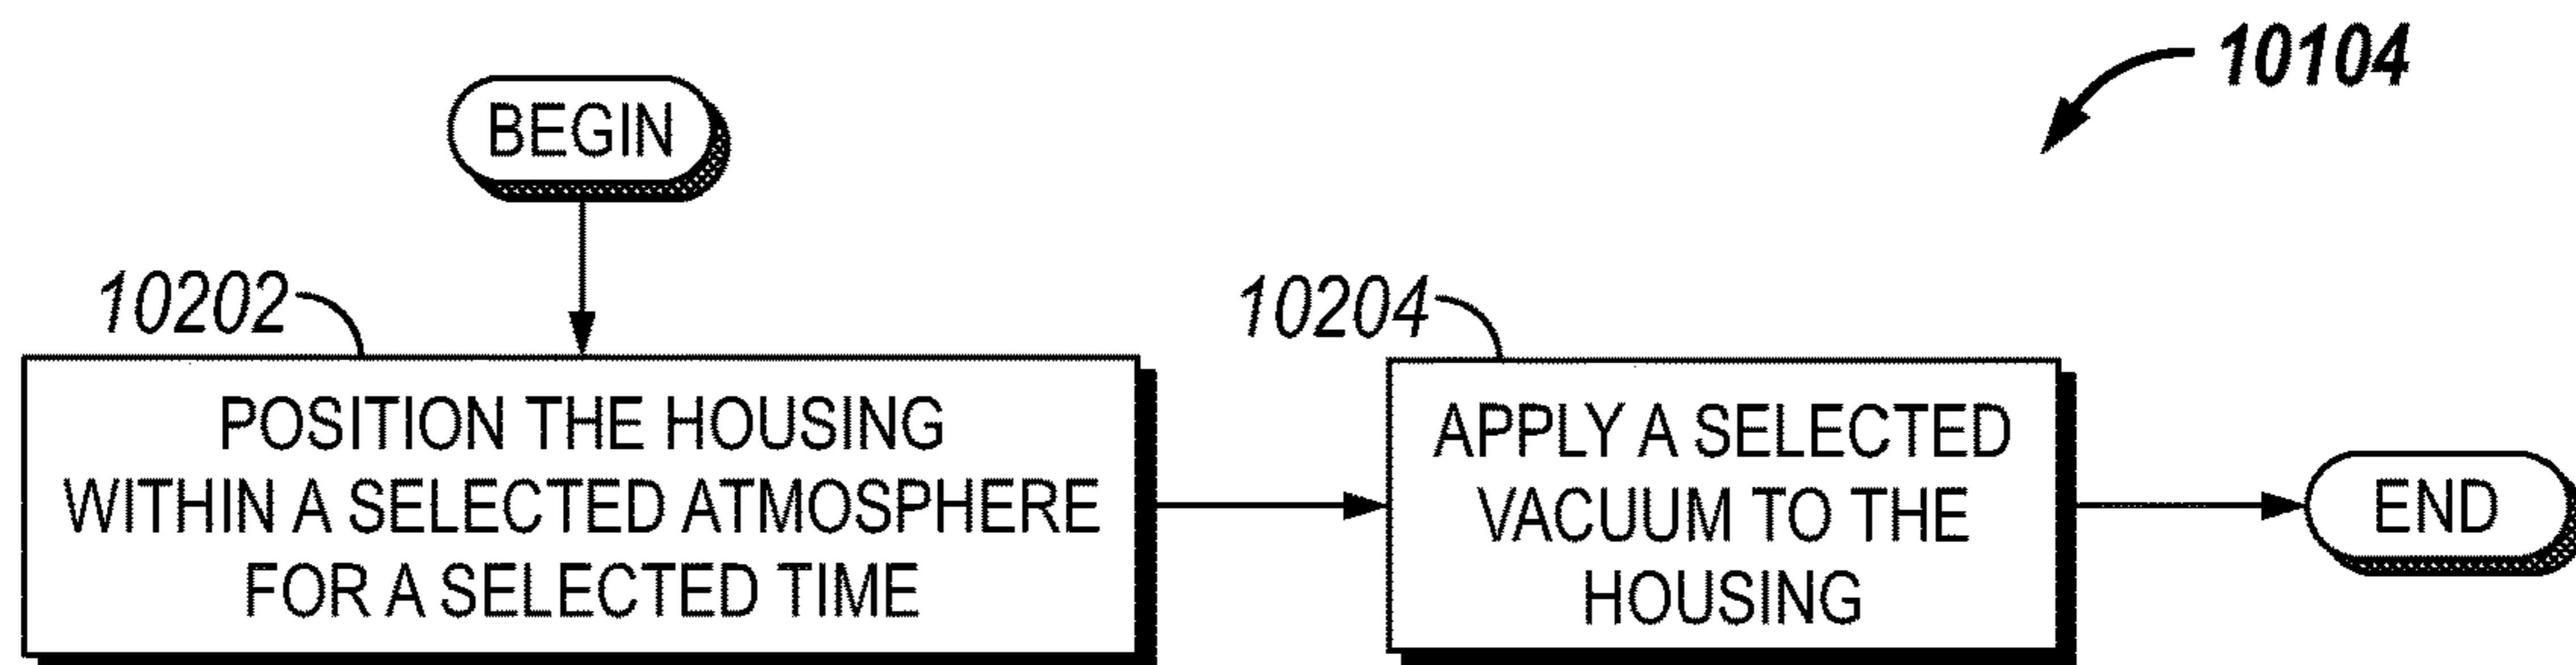 10104
BEGIN
10202
POSITION THE HOUSING
WITHIN A SELECTED ATMOSPHERE
FOR A SELECTED TIME
10204
APPLY A SELECTED
VACUUM TO THE
HOUSING
END